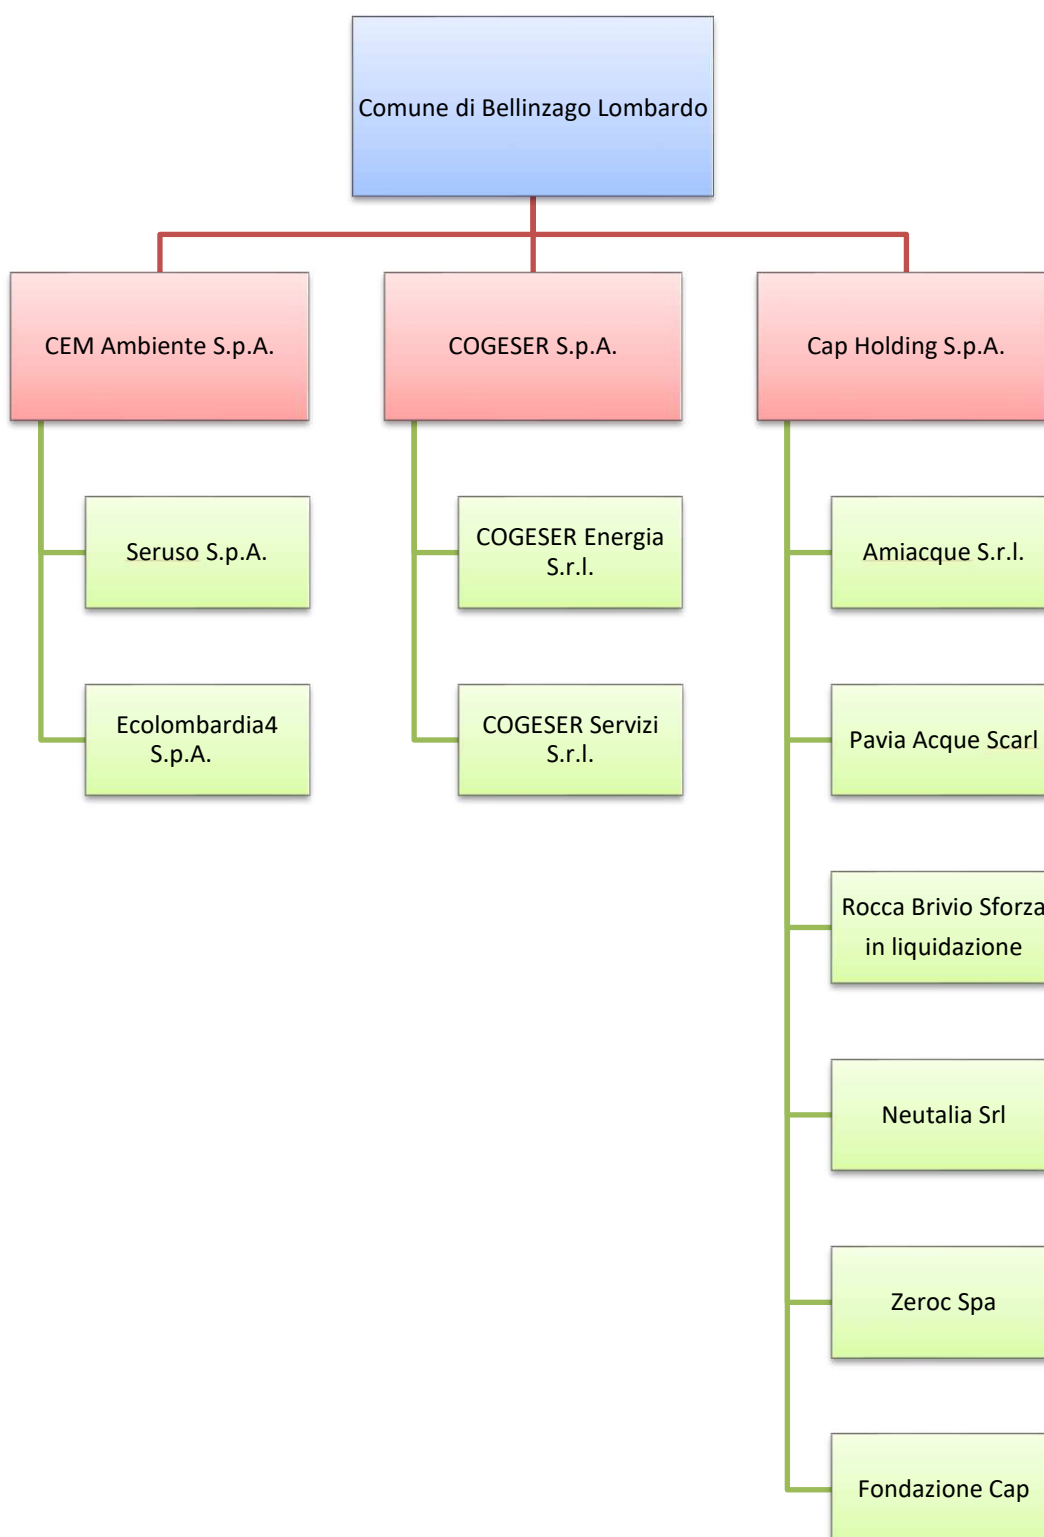 Comune di Bellinzago Lombardo
CEM Ambiente S.p.A.
COGESER S.p.A.
Cap Holding S.p.A.
Seruso S.p.A.
COGESER Energia
S.r.l.
Amiacque S.r.l.
Ecolombardia4
S.p.A.
COGESER Servizi
S.r.l.
Pavia Acque Scarl
Rocca Brivio Sforza
in liquidazione
Neutalia Srl
Zeroc Spa
Fondazione Cap